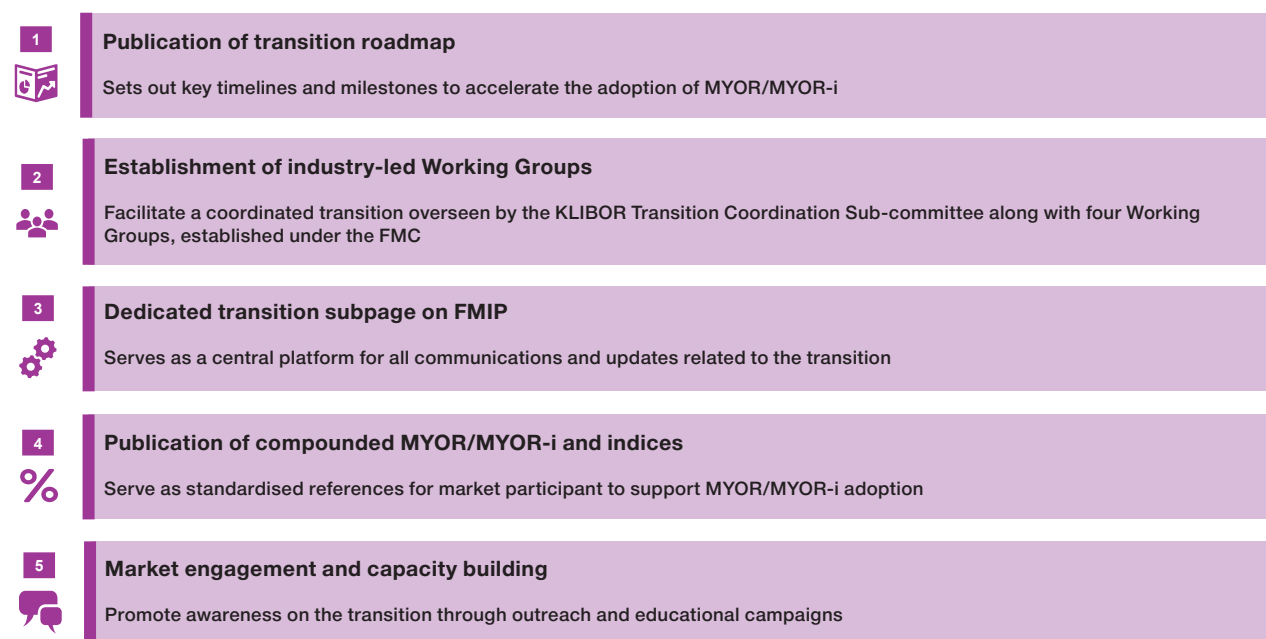 1
Publication of transition roadmap
Sets out key timelines and milestones to accelerate the adoption of MYOR/MYOR-i
2
Establishment of industry-led Working Groups
Facilitate a coordinated transition overseen by the KLIBOR Transition Coordination Sub-committee along with four Working
Groups, established under the FMC
3
Dedicated transition subpage on FMIP
Serves as a central platform for all communications and updates related to the transition
4
Publication of compounded MYOR/MYOR-i and indices
%
Serve as standardised references for market participant to support MYOR/MYOR-i adoption
5
Market engagement and capacity building
Promote awareness on the transition through outreach and educational campaigns